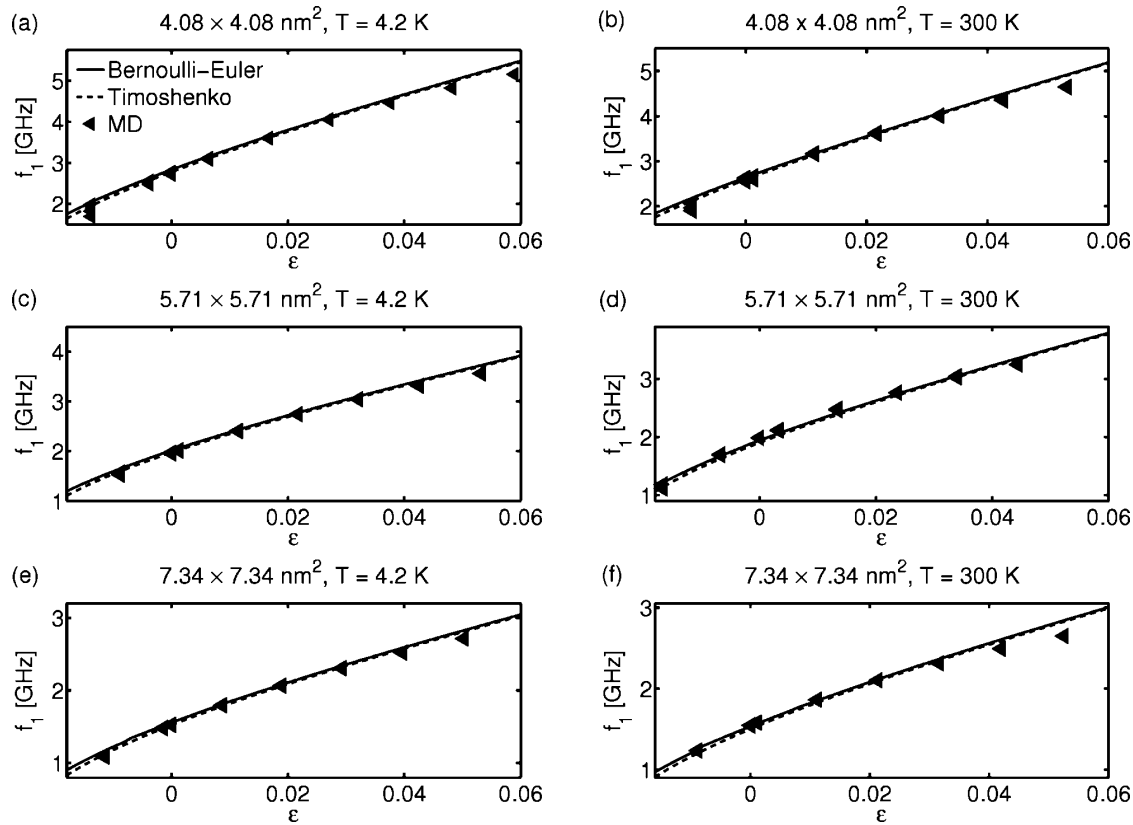 (a) 4.08 × 4.08 nm², T = 4.2 K
f₁ [GHz]
5
4
3
2
Bernoulli−Euler
Timoshenko
MD
0 0.02 0.04 0.06
ε
(b) 4.08 x 4.08 nm², T = 300 K
f₁ [GHz]
5
4
3
2
0 0.02 0.04 0.06
ε
(c) 5.71 × 5.71 nm², T = 4.2 K
f₁ [GHz]
4
3
2
1
0 0.02 0.04 0.06
ε
(d) 5.71 × 5.71 nm², T = 300 K
f₁ [GHz]
3
2
1
0 0.02 0.04 0.06
ε
(e) 7.34 × 7.34 nm², T = 4.2 K
f₁ [GHz]
3
2
1
0 0.02 0.04 0.06
ε
(f) 7.34 × 7.34 nm², T = 300 K
f₁ [GHz]
3
2
1
0 0.02 0.04 0.06
ε